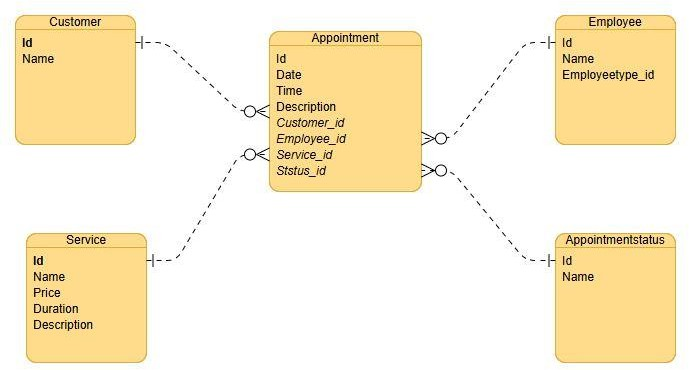 Customer
Id
Name
Appointment
Id
Date
Time
Description
Customer_id
Employee_id
Service_id
Ststus_id
Employee
Id
Name
Employeetype_id
Service
Id
Name
Price
Duration
Description
Appointmentstatus
Id
Name